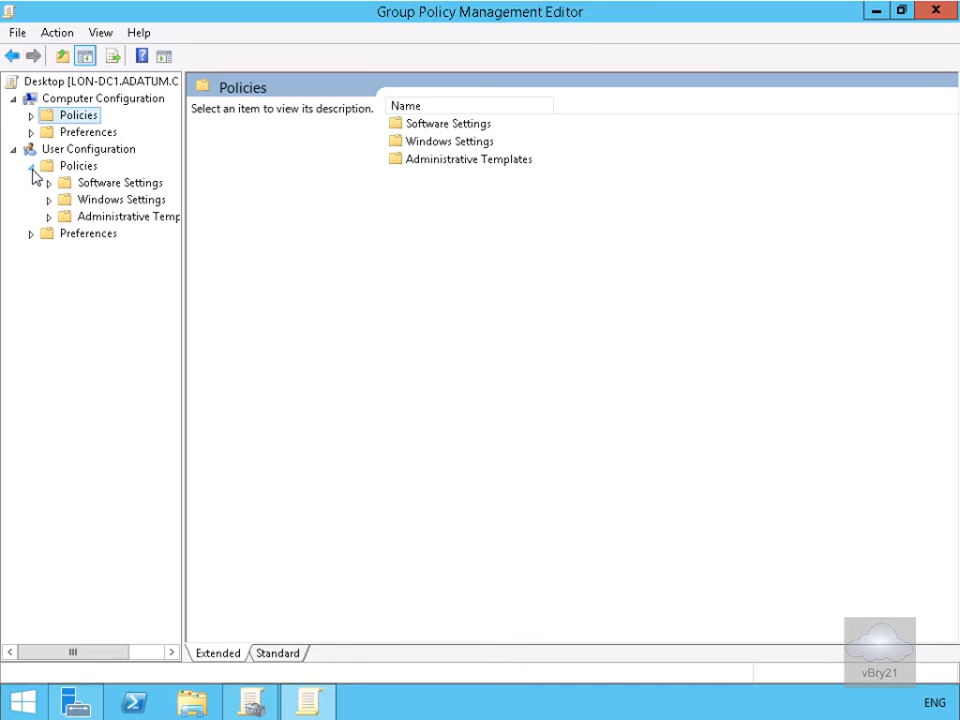 Group Policy Management Editor
File Action View Help
Desktop [LON-DC1.ADATUM.C
Computer Configuration
Policies
Preferences
User Configuration
Policies
Software Settings
Windows Settings
Administrative Temp
Preferences
Policies
Select an item to view its description.
Name
Software Settings
Windows Settings
Administrative Templates
Extended Standard
vBry21
ENG